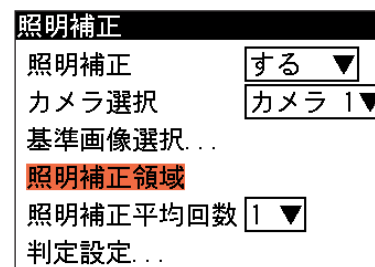 照明補正
照明補正 する ▼
カメラ選択 カメラ 1▼
基準画像選択...
照明補正領域
照明補正平均回数 1 ▼
判定設定...